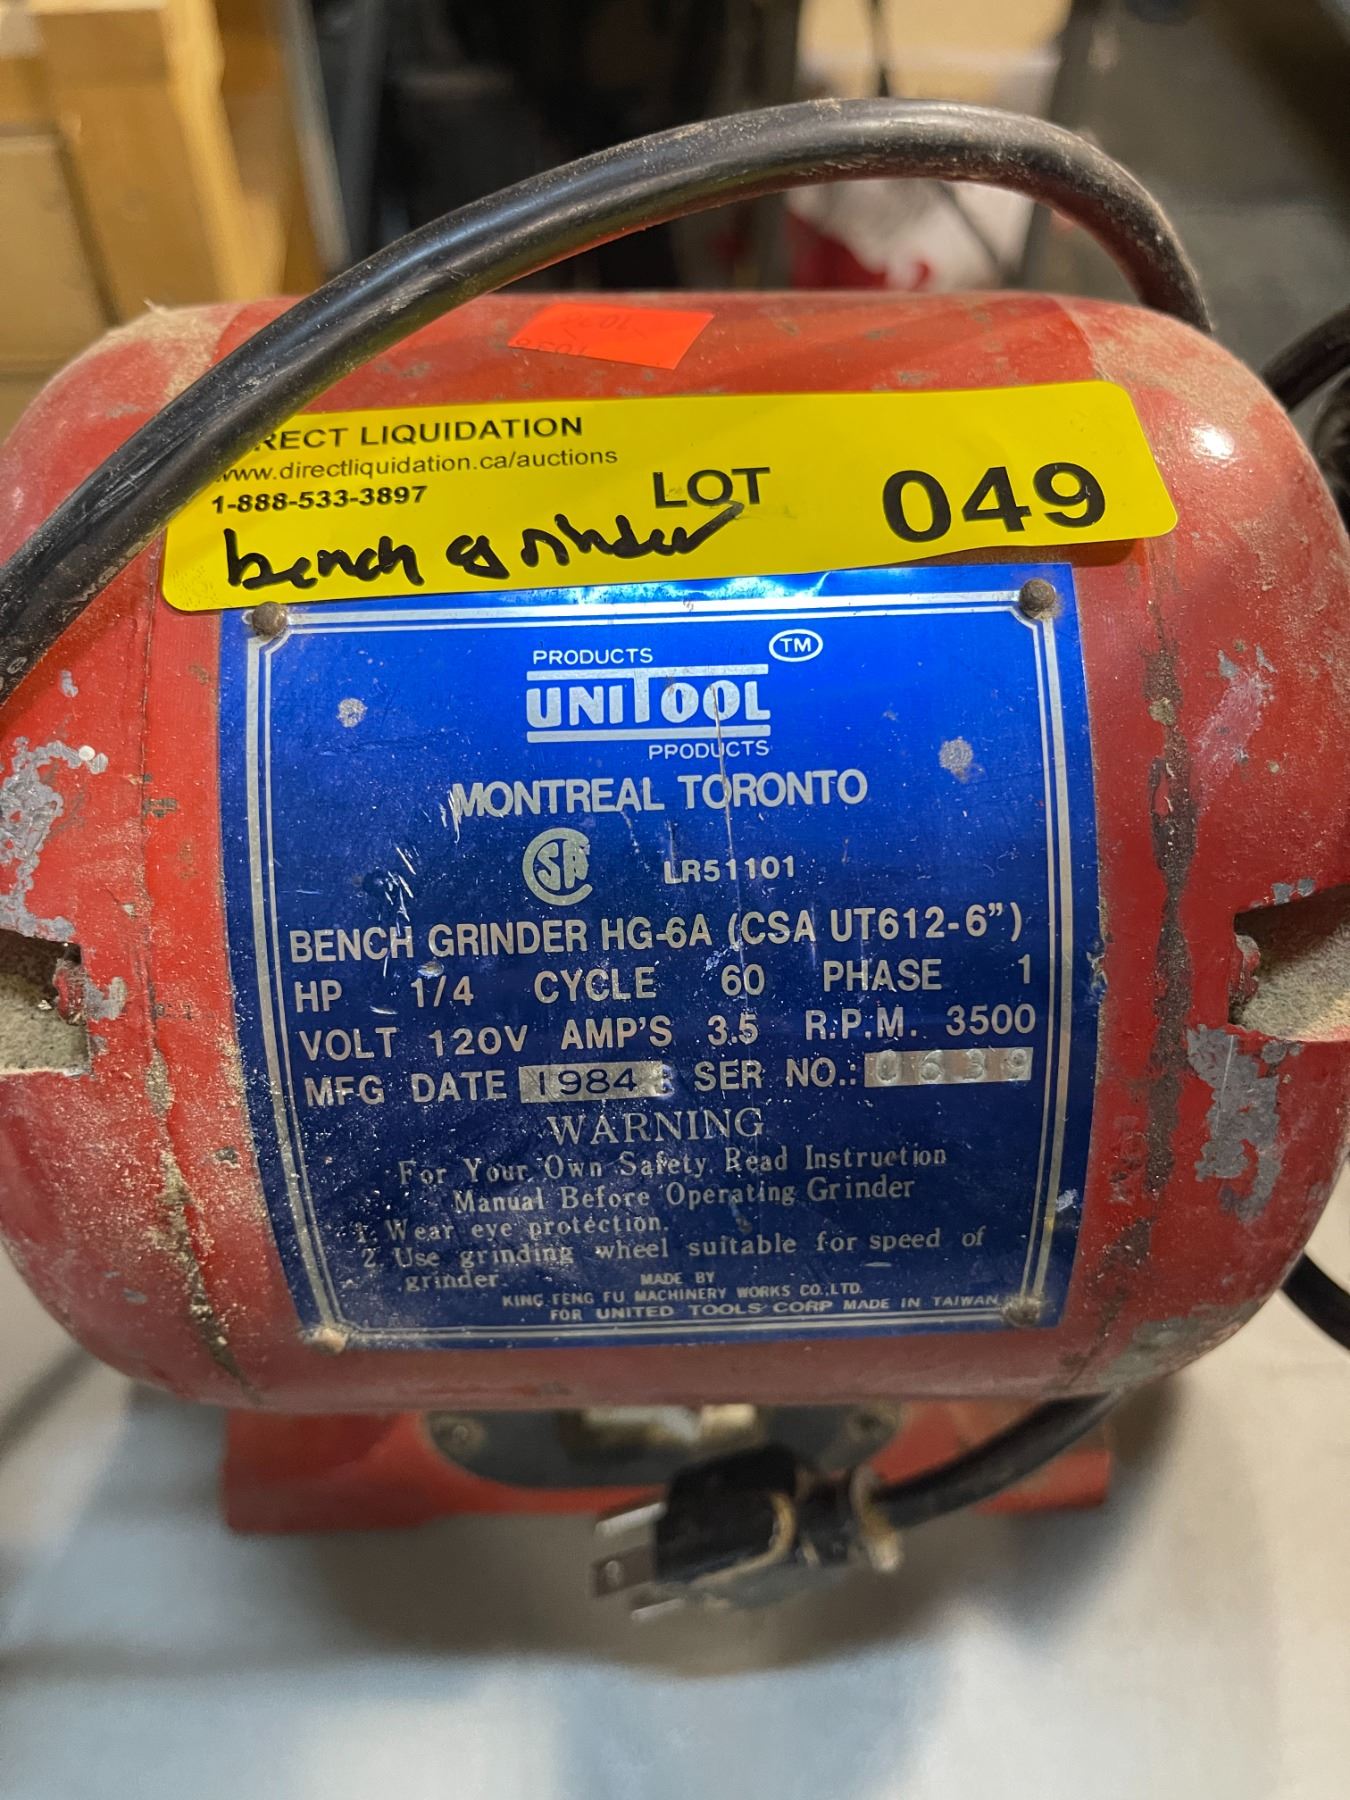 RECT LIQUIDATION
www.directliquidation.ca/auctions
1-888-533-3897
LOT 049
bench grinder
PRODUCTS TM
UNITOOL
PRODUCTS
MONTREAL TORONTO
CSA LR51101
BENCH GRINDER HG-6A (CSA UT612-6”)
HP 1/4 CYCLE 60 PHASE 1
VOLT 120V AMP'S 3.5 R.P.M. 3500
MFG DATE 1984 SER NO.: 0639
WARNING
For Your Own Safety Read Instruction
Manual Before Operating Grinder
1. Wear eye protection.
2. Use grinding wheel suitable for speed of
grinder.
MADE BY
KING FENG FU MACHINERY WORKS CO.,LTD.
FOR UNITED TOOLS CORP MADE IN TAIWAN